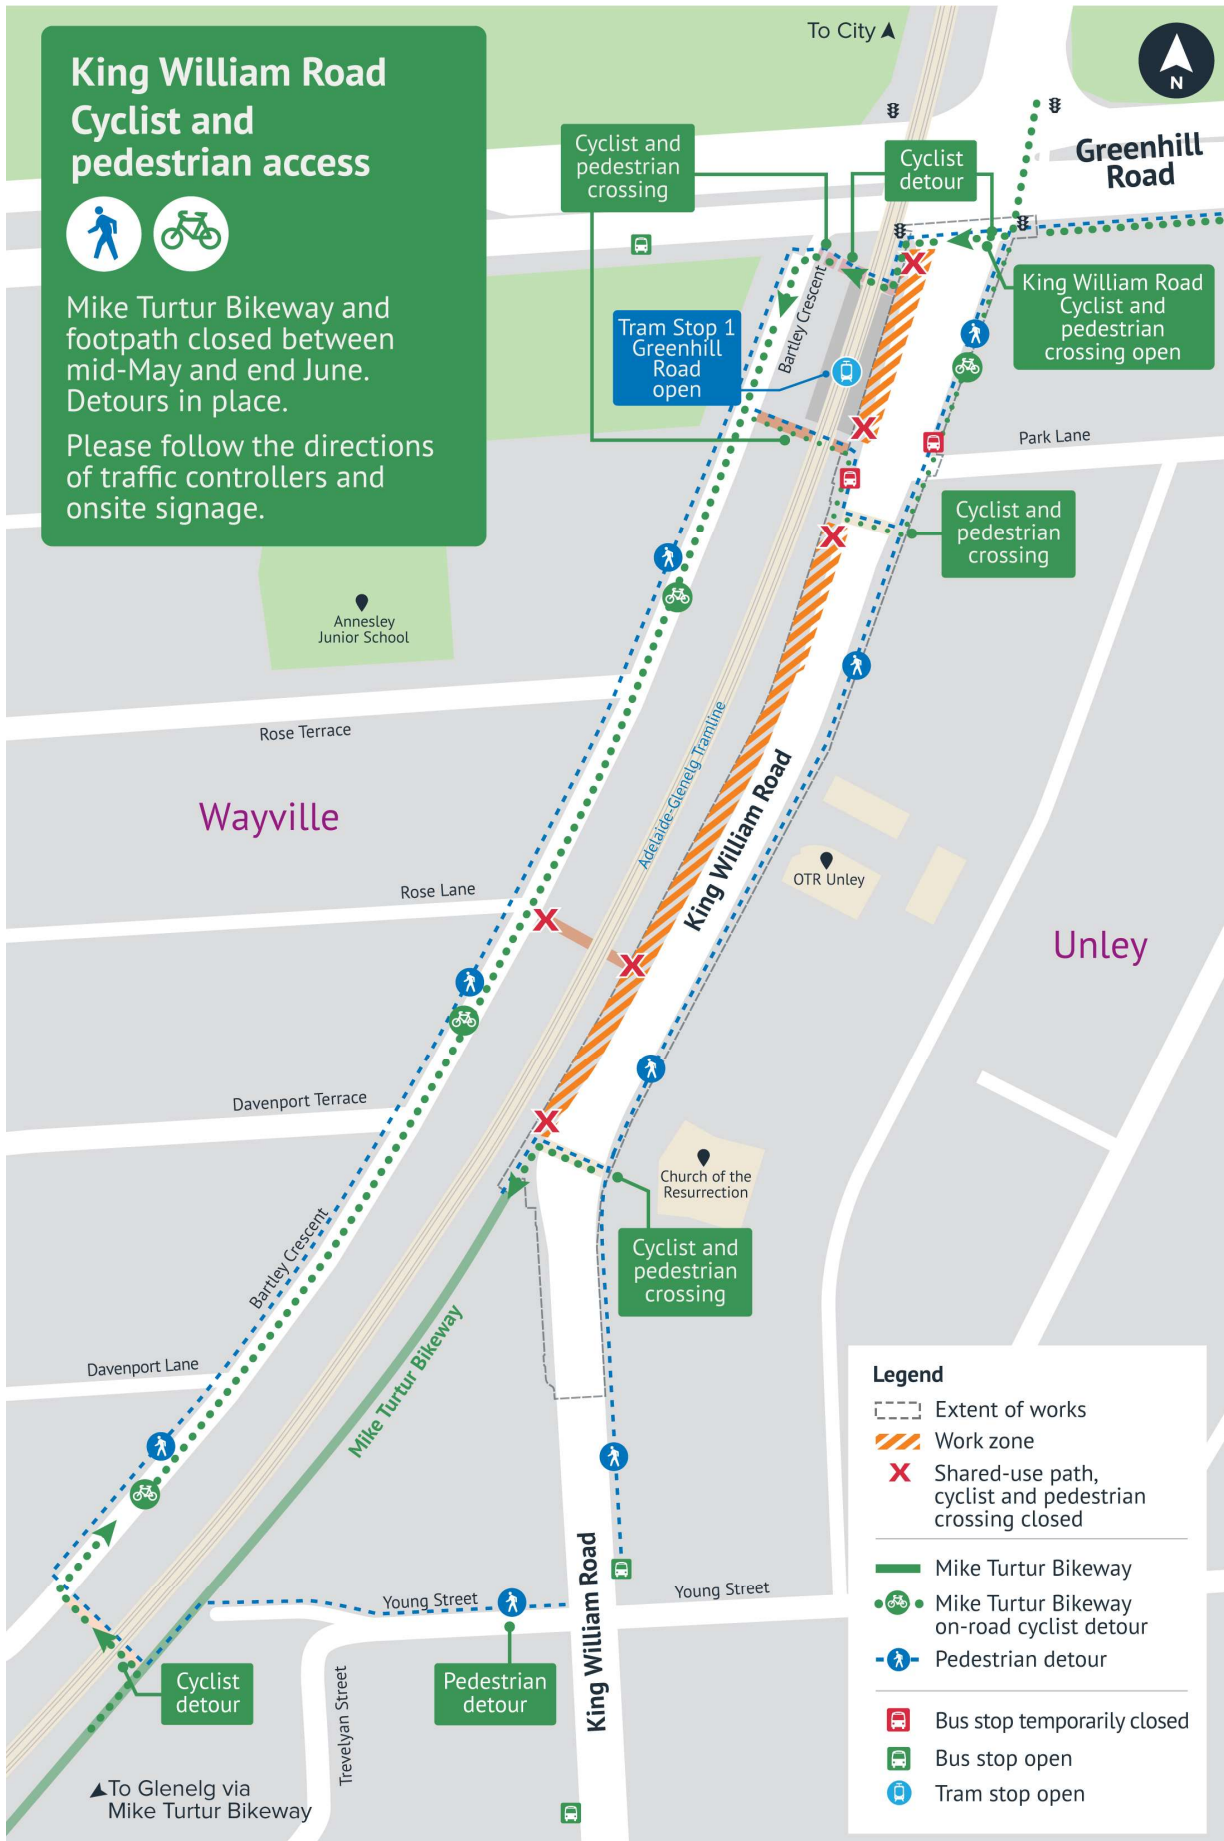 To City
N
King William Road
Cyclist and
pedestrian access
Mike Turtur Bikeway and
footpath closed between
mid-May and end June.
Detours in place.
Please follow the directions
of traffic controllers and
onsite signage.
Cyclist and
pedestrian
crossing
Cyclist
detour
Greenhill
Road
King William Road
Cyclist and
pedestrian
crossing open
Tram Stop 1
Greenhill
Road
open
Bartley Crescent
Park Lane
Cyclist and
pedestrian
crossing
Annesley
Junior School
Rose Terrace
Adelaide-Glenelg Tramline
King William Road
Wayville
OTR Unley
Rose Lane
Unley
Davenport Terrace
Church of the
Resurrection
Bartley Crescent
Cyclist and
pedestrian
crossing
Mike Turtur Bikeway
Davenport Lane
King William Road
Young Street
Young Street
Cyclist
detour
Pedestrian
detour
Trevelyan Street
To Glenelg via
Mike Turtur Bikeway
Legend
Extent of works
Work zone
X Shared-use path,
cyclist and pedestrian
crossing closed
Mike Turtur Bikeway
Mike Turtur Bikeway
on-road cyclist detour
Pedestrian detour
Bus stop temporarily closed
Bus stop open
Tram stop open